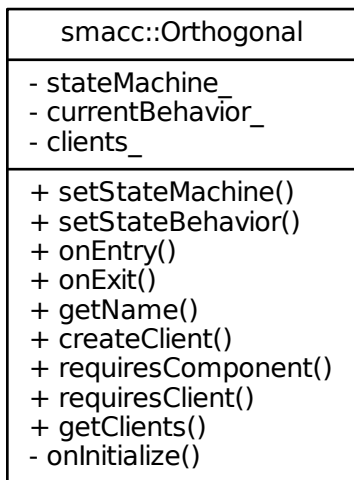 smacc::Orthogonal
- stateMachine_
- currentBehavior_
- clients_
+ setStateMachine()
+ setStateBehavior()
+ onEntry()
+ onExit()
+ getName()
+ createClient()
+ requiresComponent()
+ requiresClient()
+ getClients()
- onInitialize()